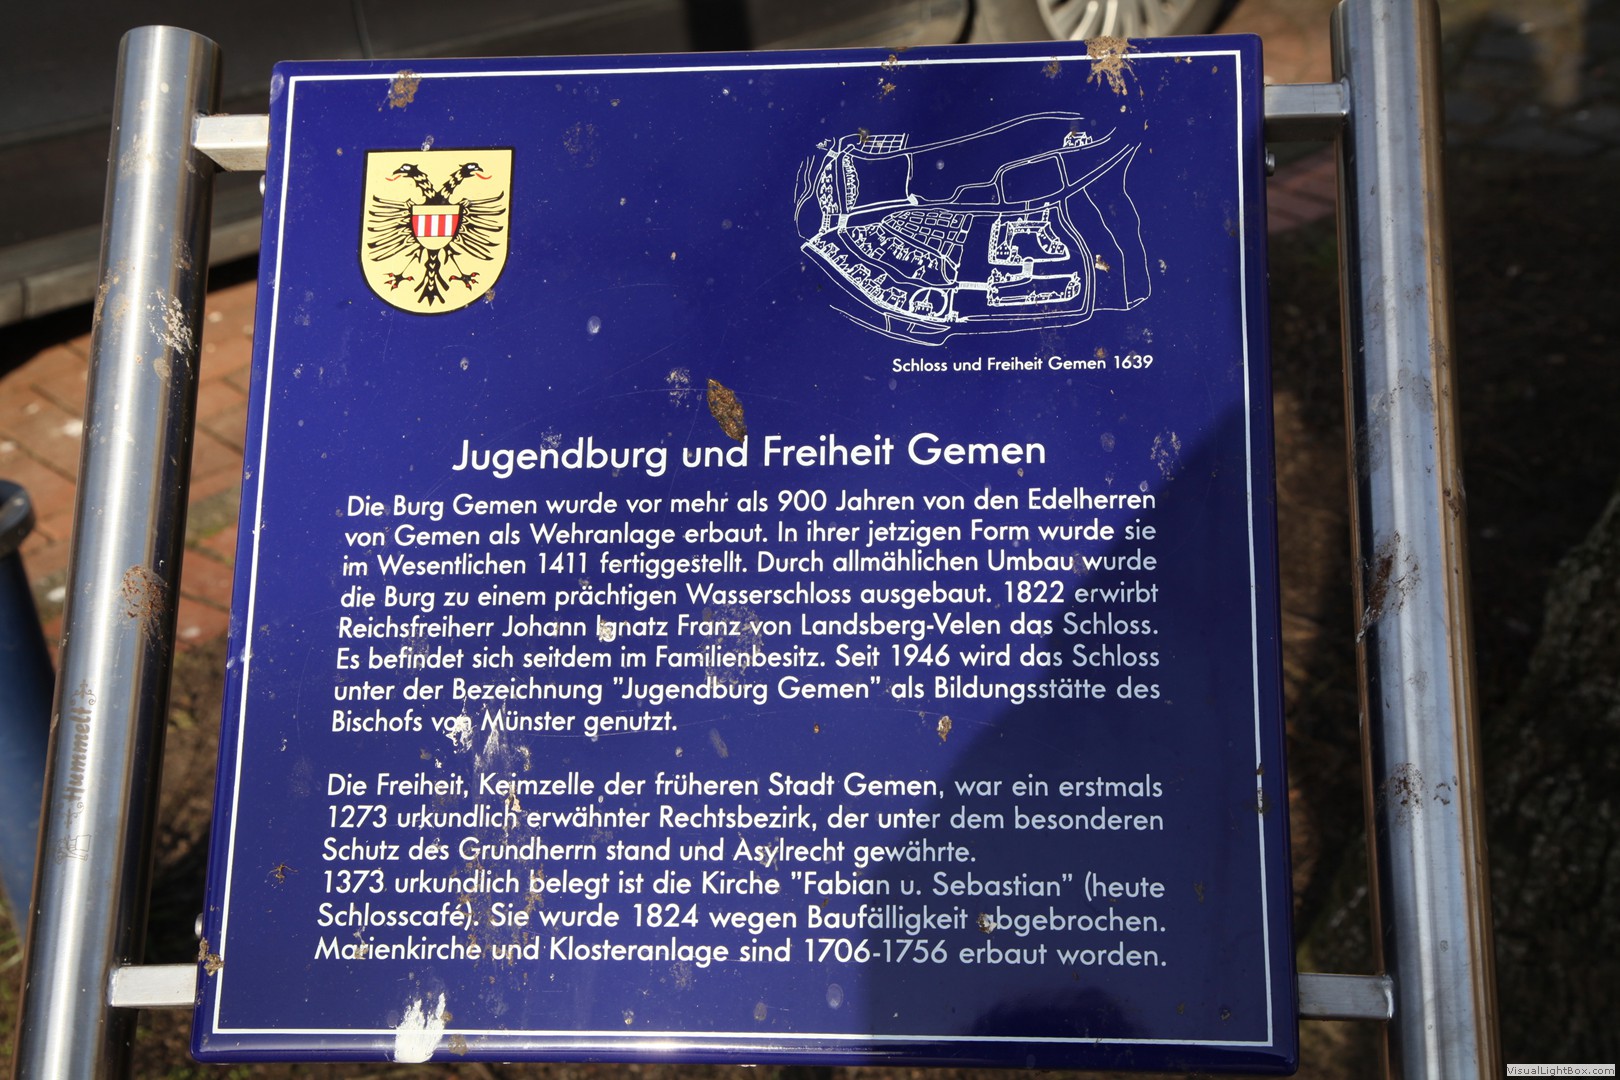 Schloss und Freiheit Gemen 1639
Jugendburg und Freiheit Gemen
Die Burg Gemen wurde vor mehr als 900 Jahren von den Edelherren
von Gemen als Wehranlage erbaut. In ihrer jetzigen Form wurde sie
im Wesentlichen 1411 fertiggestellt. Durch allmählichen Umbau wurde
die Burg zu einem prächtigen Wasserschloss ausgebaut. 1822 erwirbt
Reichsfreiherr Johann Ignatz Franz von Landsberg-Velen das Schloss.
Es befindet sich seitdem im Familienbesitz. Seit 1946 wird das Schloss
unter der Bezeichnung "Jugendburg Gemen" als Bildungsstätte des
Bischofs von Münster genutzt.
Die Freiheit, Keimzelle der früheren Stadt Gemen, war ein erstmals
1273 urkundlich erwähnter Rechtsbezirk, der unter dem besonderen
Schutz des Grundherrn stand und Asylrecht gewährte.
1373 urkundlich belegt ist die Kirche "Fabian u. Sebastian" (heute
Schlosscafé). Sie wurde 1824 wegen Baufälligkeit abgebrochen.
Marienkirche und Klosteranlage sind 1706-1756 erbaut worden.
Hummelt
VisualLightBox.com